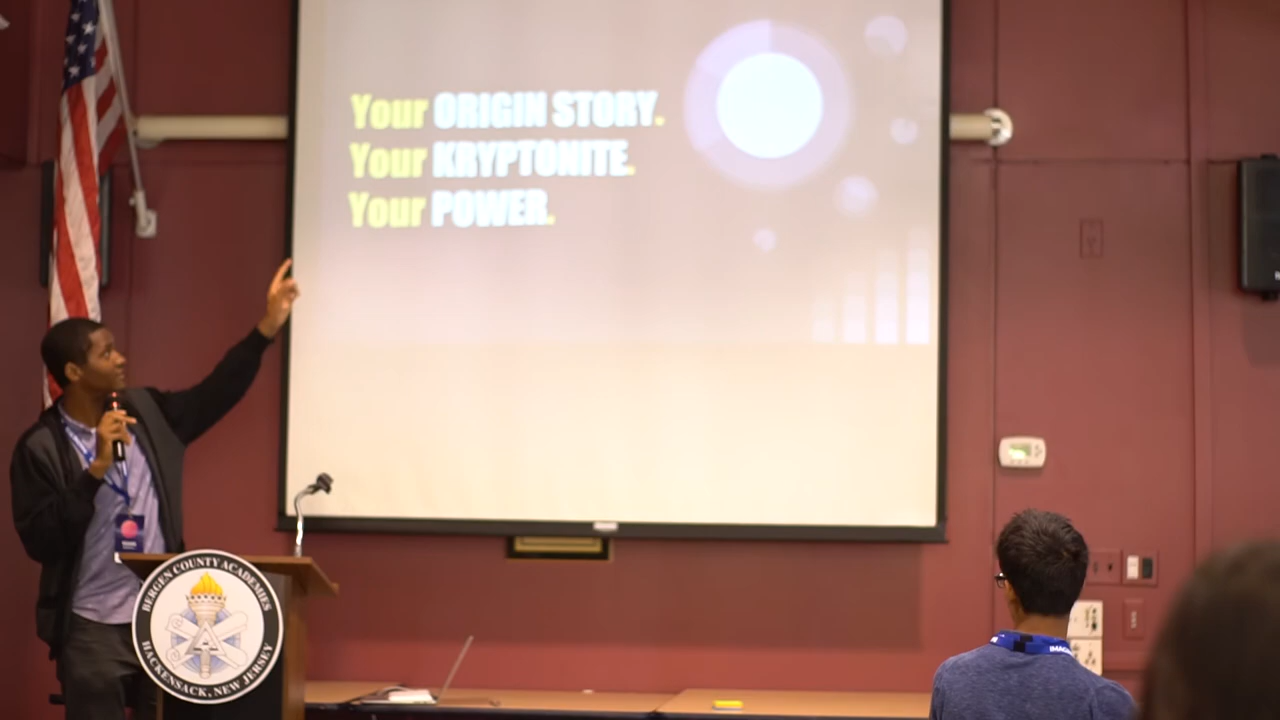 Your ORIGIN STORY.
Your KRYPTONITE.
Your POWER.
BERGEN COUNTY ACADEMIES
HACKENSACK, NEW JERSEY